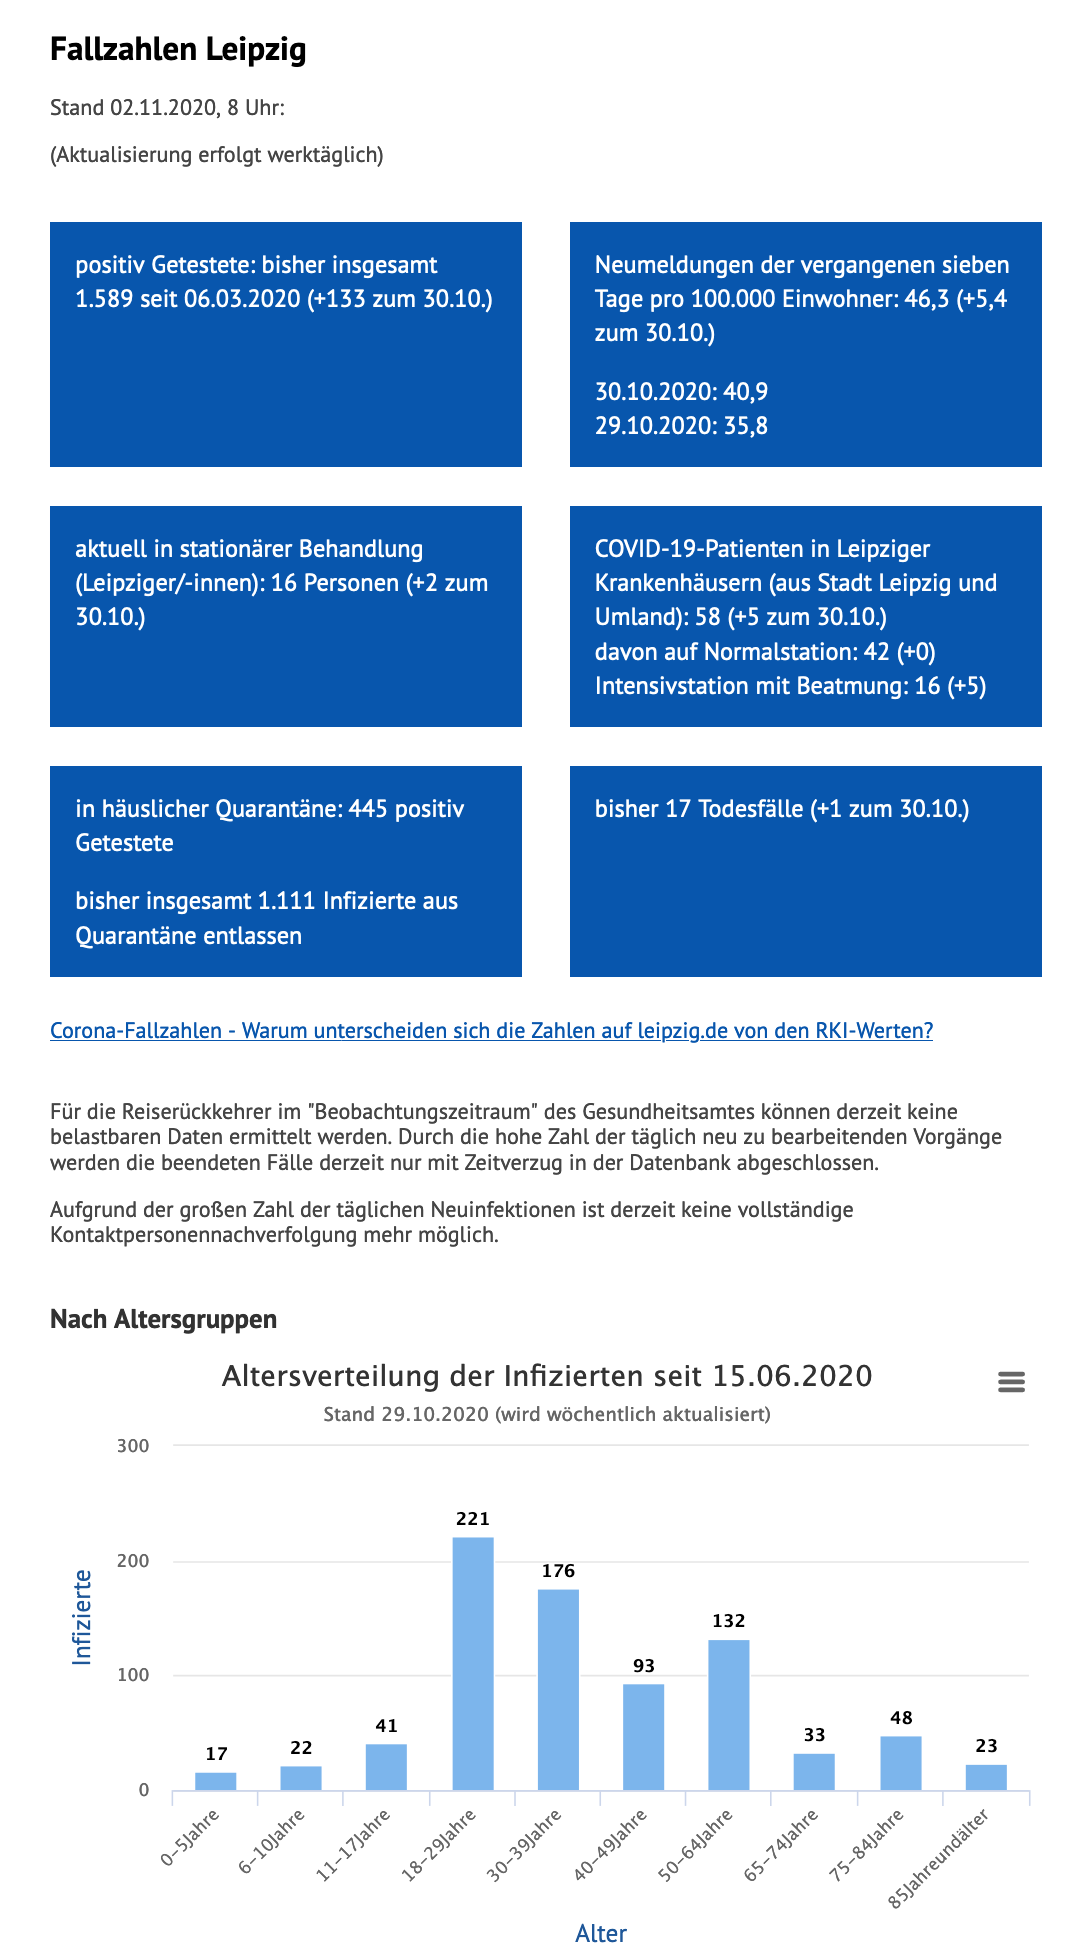 Fallzahlen Leipzig
Stand 02.11.2020, 8 Uhr:
(Aktualisierung erfolgt werktäglich)
positiv Getestete: bisher insgesamt
1.589 seit 06.03.2020 (+133 zum 30.10.)
Neumeldungen der vergangenen sieben
Tage pro 100.000 Einwohner: 46,3 (+5,4
zum 30.10.)
30.10.2020: 40,9
29.10.2020: 35,8
aktuell in stationärer Behandlung
(Leipziger/-innen): 16 Personen (+2 zum
30.10.)
COVID-19-Patienten in Leipziger
Krankenhäusern (aus Stadt Leipzig und
Umland): 58 (+5 zum 30.10.)
davon auf Normalstation: 42 (+0)
Intensivstation mit Beatmung: 16 (+5)
in häuslicher Quarantäne: 445 positiv
Getestete
bisher insgesamt 1.111 Infizierte aus
Quarantäne entlassen
bisher 17 Todesfälle (+1 zum 30.10.)
Corona-Fallzahlen - Warum unterscheiden sich die Zahlen auf leipzig.de von den RKI-Werten?
Für die Reiserückkehrer im "Beobachtungszeitraum" des Gesundheitsamtes können derzeit keine
belastbaren Daten ermittelt werden. Durch die hohe Zahl der täglich neu zu bearbeitenden Vorgänge
werden die beendeten Fälle derzeit nur mit Zeitverzug in der Datenbank abgeschlossen.
Aufgrund der großen Zahl der täglichen Neuinfektionen ist derzeit keine vollständige
Kontaktpersonennachverfolgung mehr möglich.
Nach Altersgruppen
Altersverteilung der Infizierten seit 15.06.2020
Stand 29.10.2020 (wird wöchentlich aktualisiert)
Infizierte
300
200
100
0
17
22
41
221
176
93
132
33
48
23
0-5Jahre
6-10Jahre
11-17Jahre
18-29Jahre
30-39Jahre
40-49Jahre
50-64Jahre
65-74Jahre
75-84Jahre
85Jahreundälter
Alter